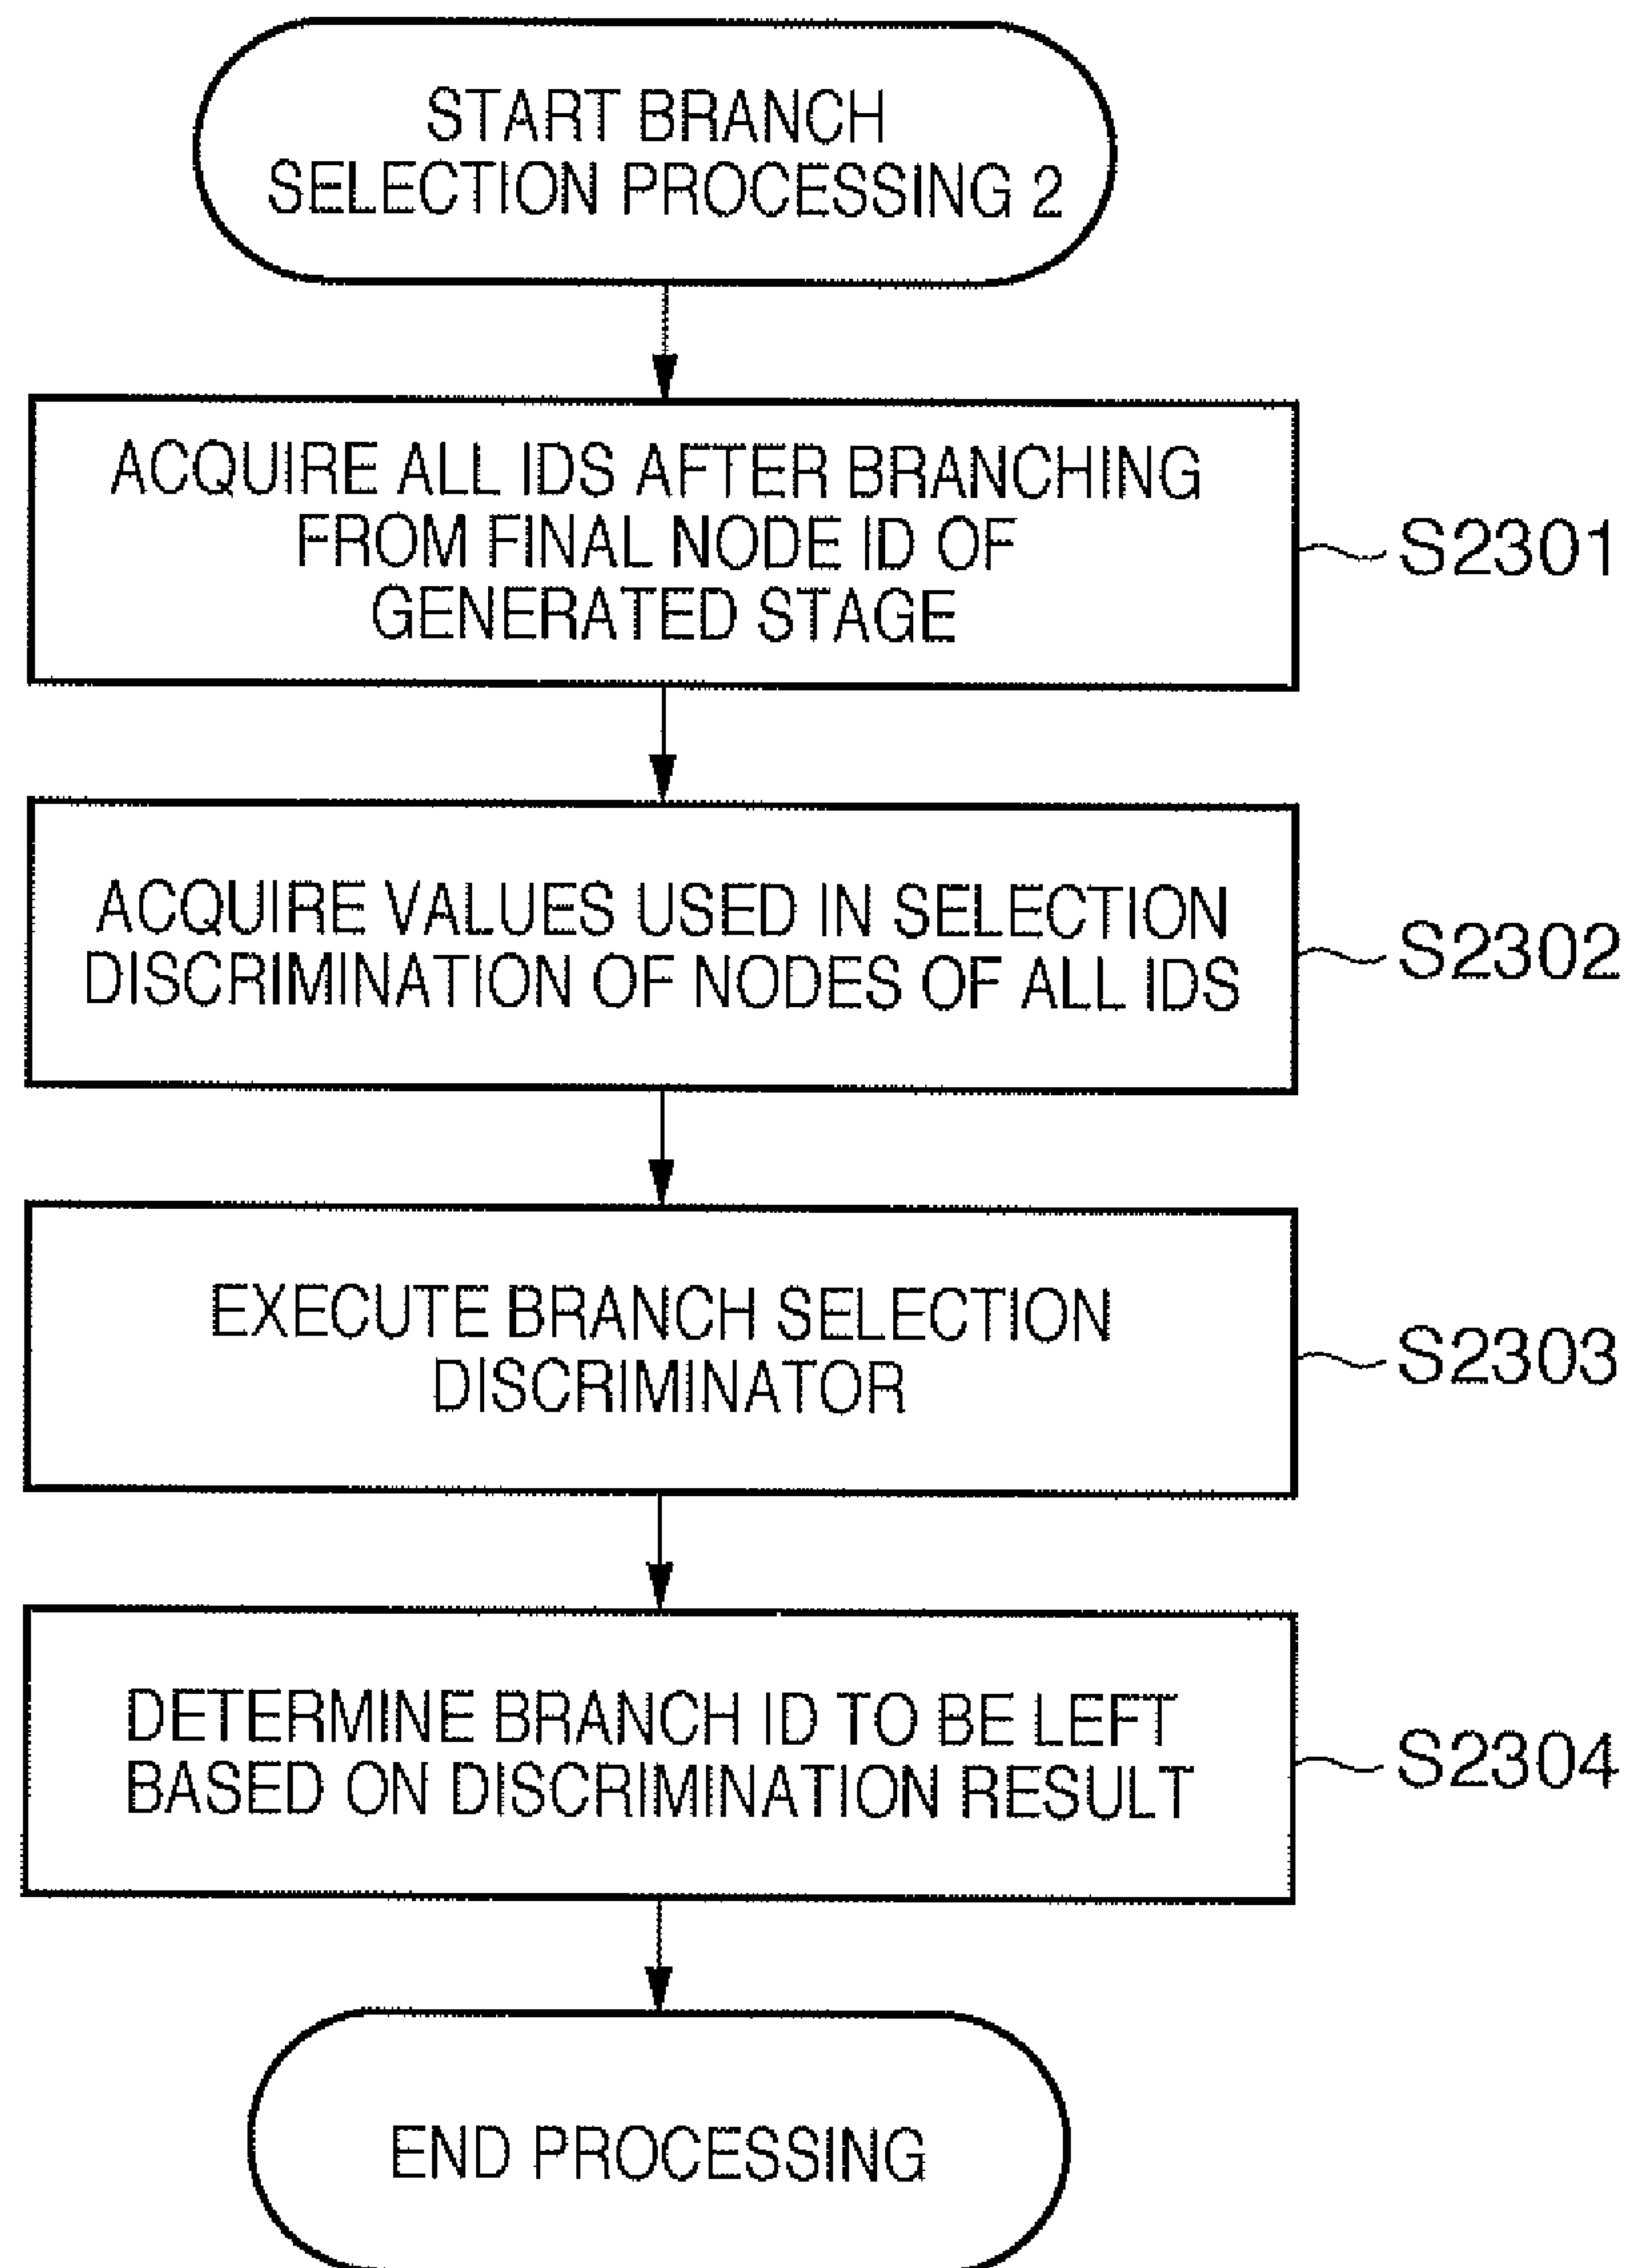 START BRANCH
SELECTION PROCESSING 2
ACQUIRE ALL IDS AFTER BRANCHING
FROM FINAL NODE ID OF
GENERATED STAGE
S2301
ACQUIRE VALUES USED IN SELECTION
DISCRIMINATION OF NODES OF ALL IDS
S2302
EXECUTE BRANCH SELECTION
DISCRIMINATOR
S2303
DETERMINE BRANCH ID TO BE LEFT
BASED ON DISCRIMINATION RESULT
S2304
END PROCESSING